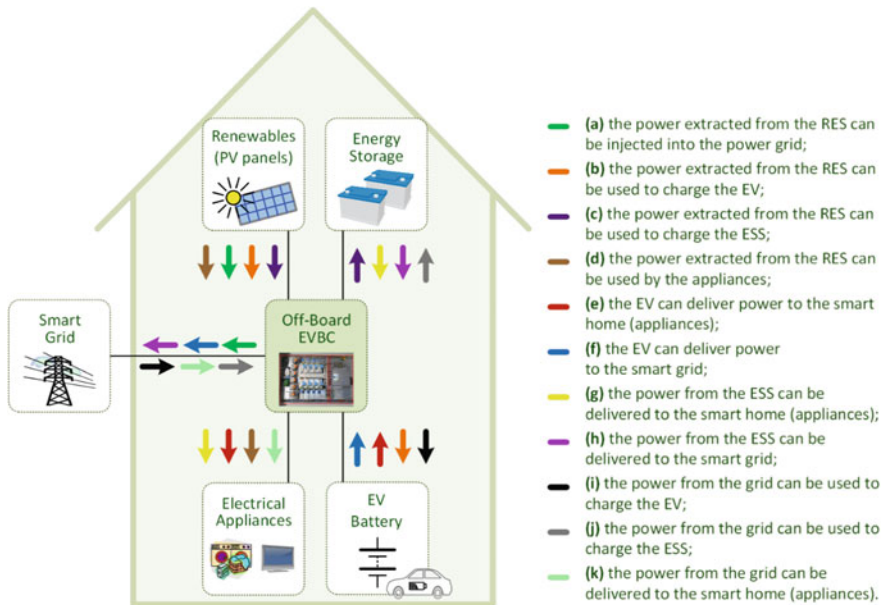 Renewables
(PV panels)
Energy
Storage
Smart
Grid
Off-Board
EVBC
Electrical
Appliances
EV
Battery
(a) the power extracted from the RES can
be injected into the power grid;
(b) the power extracted from the RES can
be used to charge the EV;
(c) the power extracted from the RES can
be used to charge the ESS;
(d) the power extracted from the RES can
be used by the appliances;
(e) the EV can deliver power to the smart
home (appliances);
(f) the EV can deliver power
to the smart grid;
(g) the power from the ESS can be
delivered to the smart home (appliances);
(h) the power from the ESS can be
delivered to the smart grid;
(i) the power from the grid can be used to
charge the EV;
(j) the power from the grid can be used to
charge the ESS;
(k) the power from the grid can be
delivered to the smart home (appliances).